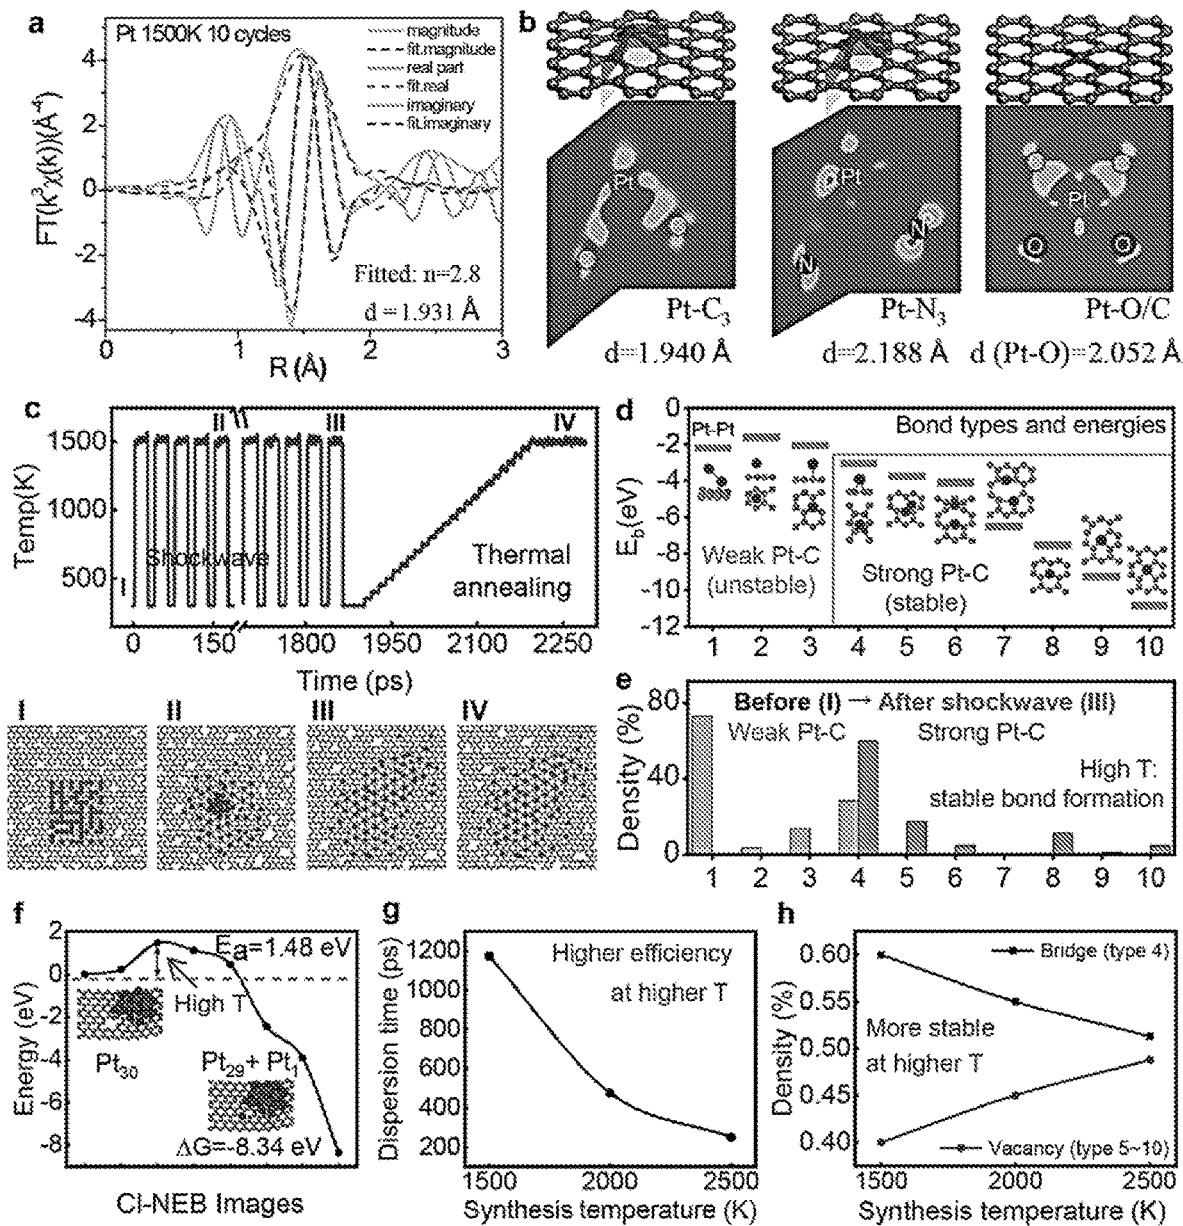 a
Pt 1500K 10 cycles
magnitude
fit.magnitude
real part
fit.real
imaginary
fit.imaginary
FT(k³χ(k))(Å⁻⁴)
4
2
0
-2
-4
Fitted: n=2.8
d =1.931 Å
0 1 2 3
R (Å)
b
Pt
Pt
N
N
Pt
O
O
Pt-C₃
d=1.940 Å
Pt-N₃
d=2.188 Å
Pt-O/C
d (Pt-O)=2.052 Å
c
II
III
IV
I
Temp(K)
1500
1000
500
Shockwave
Thermal
annealing
0 150 1800 1950 2100 2250
Time (ps)
I II III IV
d
Bond types and energies
Pt-Pt
E_b(eV)
0
-2
-4
-6
-8
-10
-12
Weak Pt-C
(unstable)
Strong Pt-C
(stable)
1 2 3 4 5 6 7 8 9 10
e
Before (I) → After shockwave (III)
Weak Pt-C
Strong Pt-C
High T:
stable bond formation
Density (%)
80
40
0
1 2 3 4 5 6 7 8 9 10
f
Energy (eV)
2
0
-2
-4
-6
-8
Eₐ=1.48 eV
High T
Pt₃₀
Pt₂₉+ Pt₁
ΔG=-8.34 eV
CI-NEB Images
g
Dispersion time (ps)
1200
1000
800
600
400
200
Higher efficiency
at higher T
1500 2000 2500
Synthesis temperature (K)
h
Density (%)
0.60
0.55
0.50
0.45
0.40
Bridge (type 4)
More stable
at higher T
Vacancy (type 5~10)
1500 2000 2500
Synthesis temperature (K)